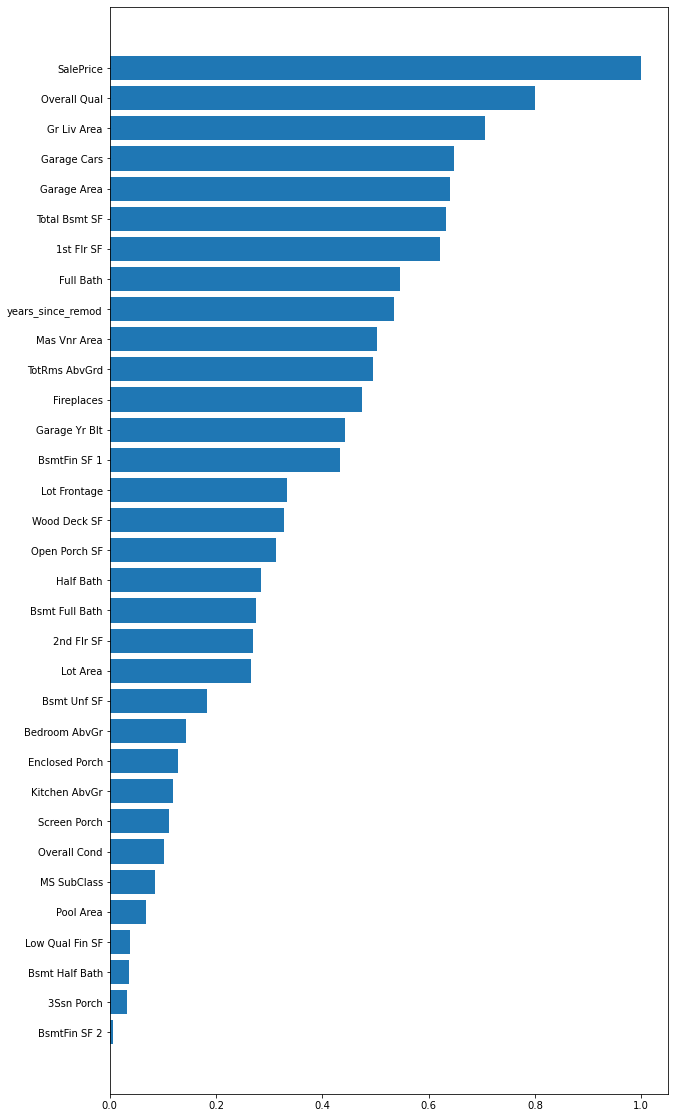 SalePrice
Overall Qual
Gr Liv Area
Garage Cars
Garage Area
Total Bsmt SF
1st Flr SF
Full Bath
years_since_remod
Mas Vnr Area
TotRms AbvGrd
Fireplaces
Garage Yr Blt
BsmtFin SF 1
Lot Frontage
Wood Deck SF
Open Porch SF
Half Bath
Bsmt Full Bath
2nd Flr SF
Lot Area
Bsmt Unf SF
Bedroom AbvGr
Enclosed Porch
Kitchen AbvGr
Screen Porch
Overall Cond
MS SubClass
Pool Area
Low Qual Fin SF
Bsmt Half Bath
3Ssn Porch
BsmtFin SF 2
0.0 0.2 0.4 0.6 0.8 1.0